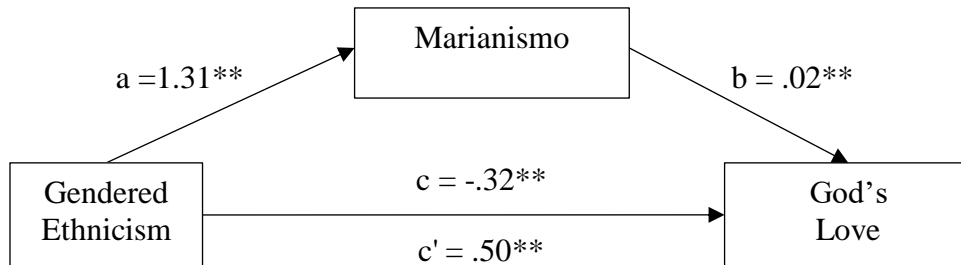 Marianismo
a =1.31**
b = .02**
Gendered
Ethnicism
c = -.32**
c' = .50**
God’s
Love